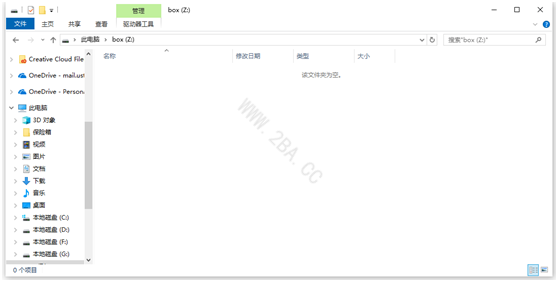 管理 box (Z:)
文件 主页 共享 查看 驱动器工具
此电脑 box (Z:) 搜索"box (Z:)"
名称 修改日期 类型 大小
该文件夹为空。
Creative Cloud File
OneDrive - mail.ust
OneDrive - Persona
此电脑
3D 对象
保险箱
视频
图片
文档
下载
音乐
桌面
本地磁盘 (C:)
本地磁盘 (D:)
本地磁盘 (F:)
本地磁盘 (G:)
0 个项目
WWW.2BA.CC